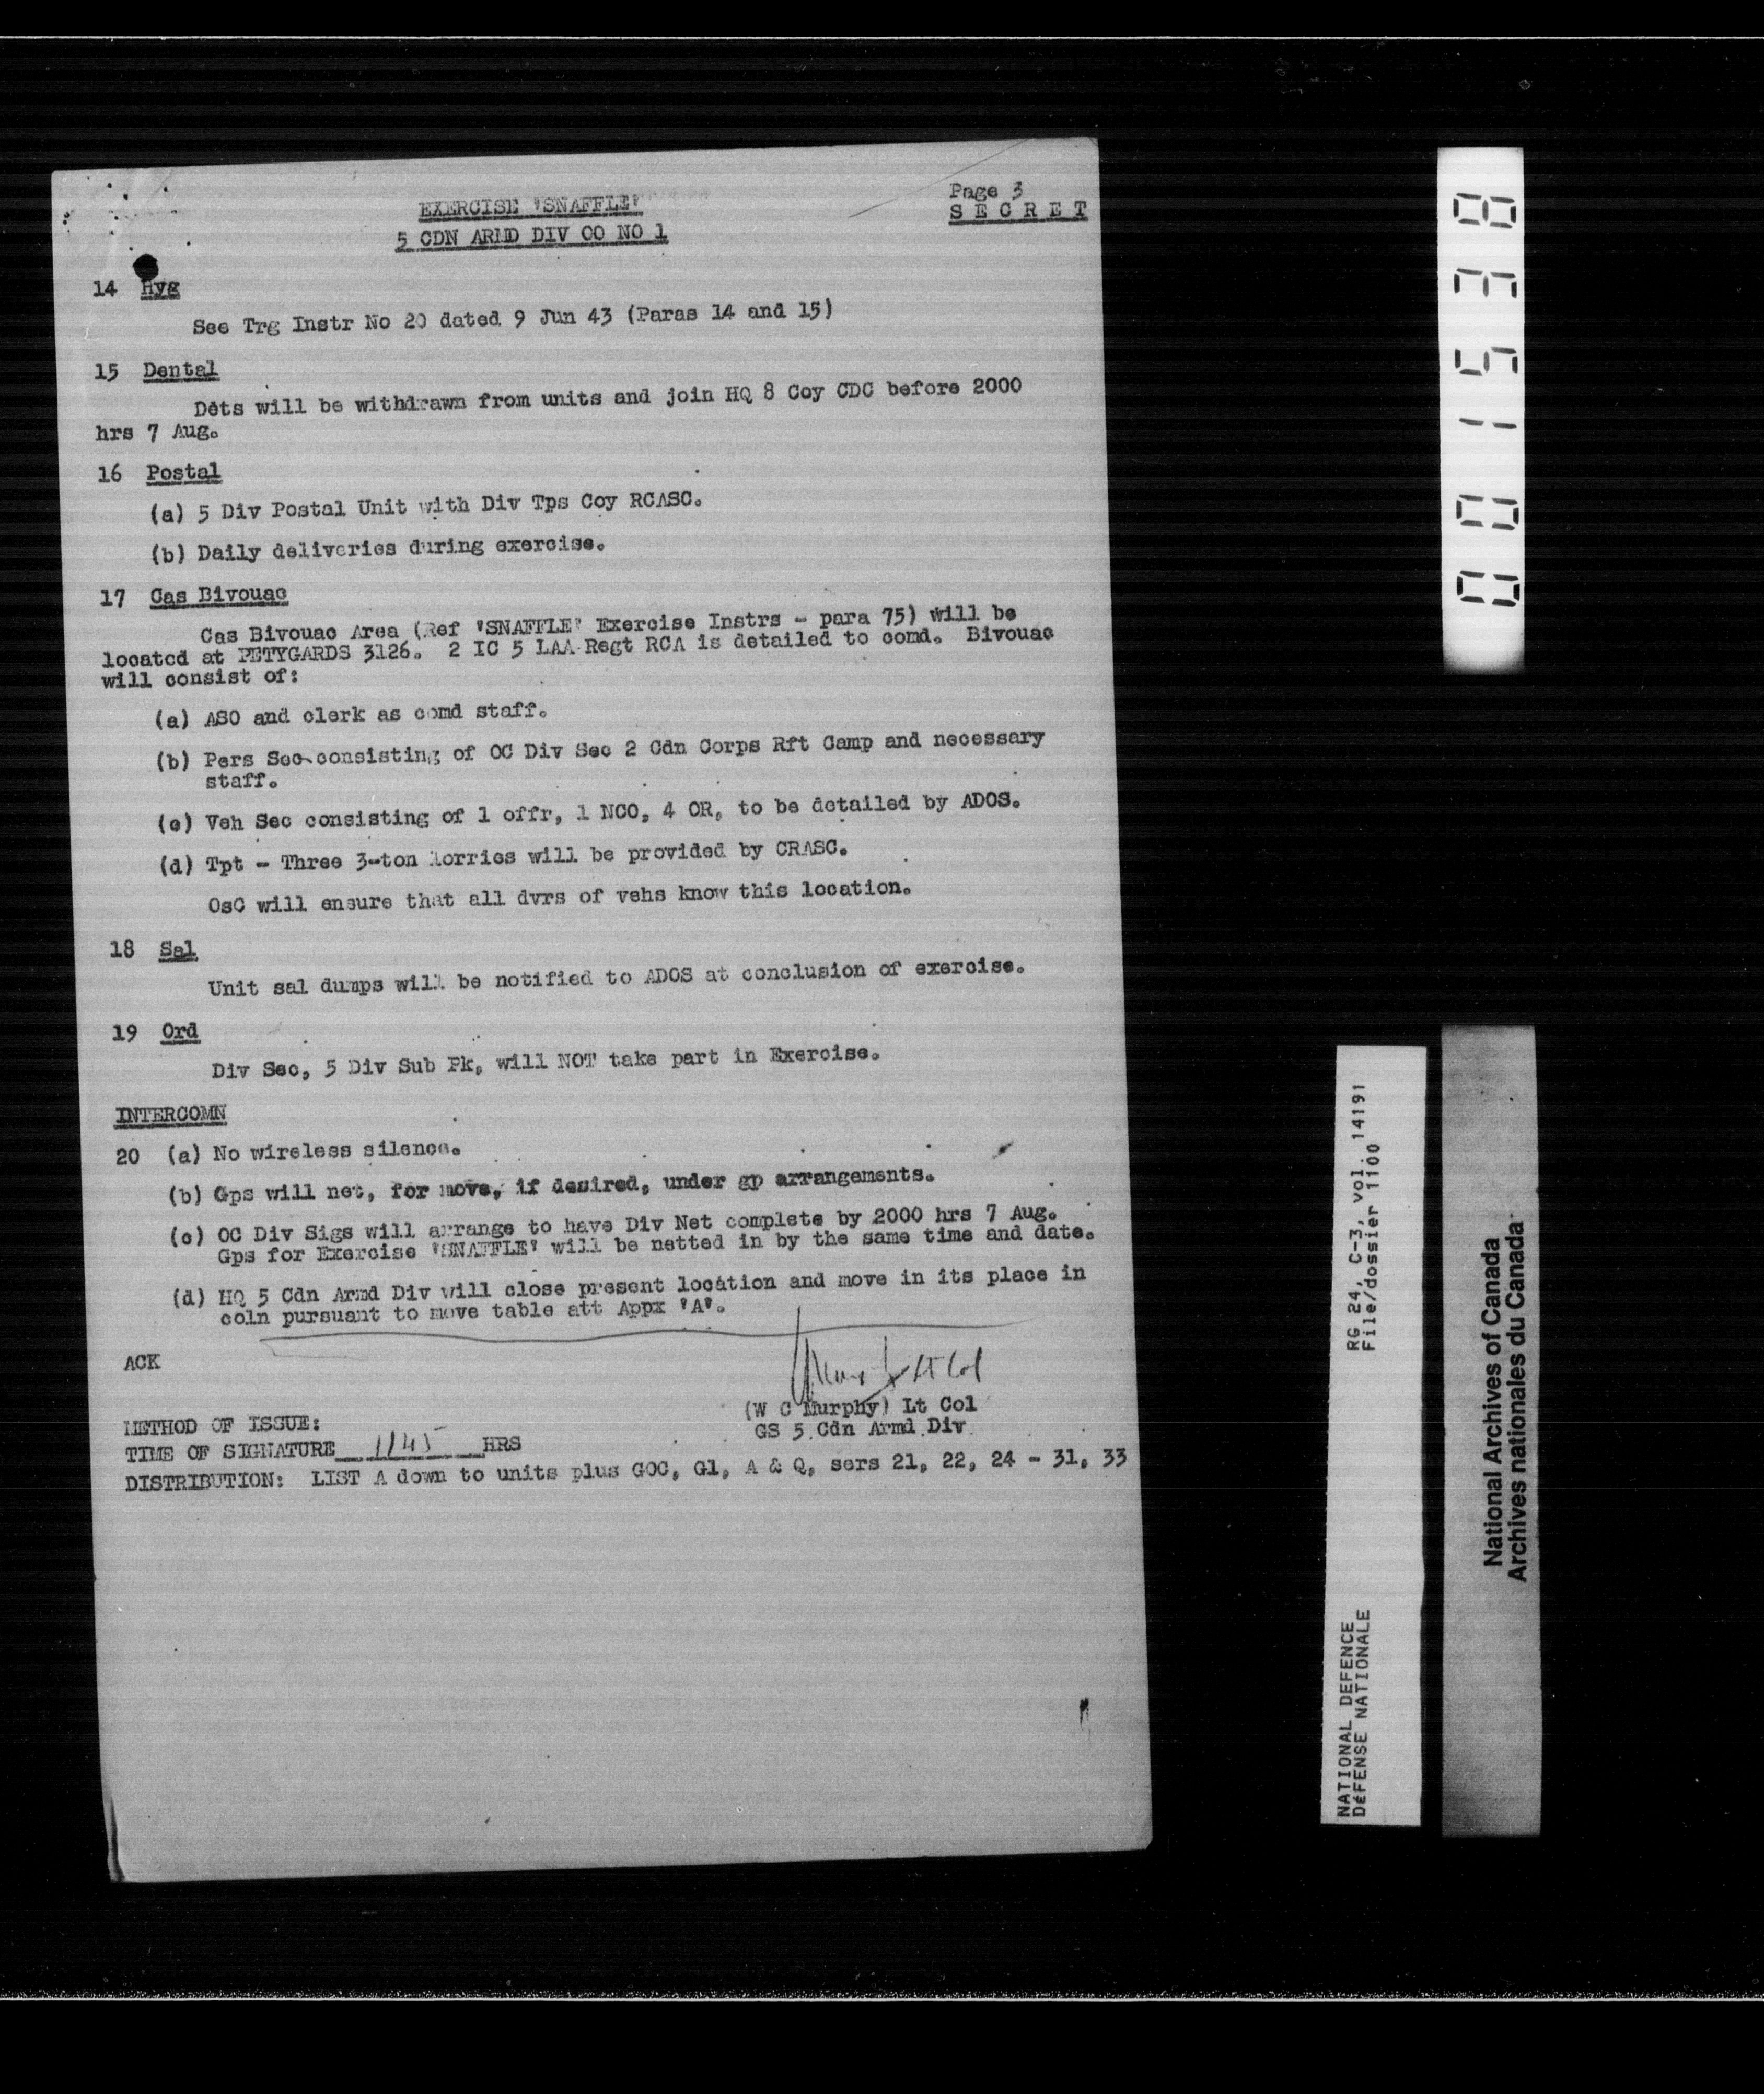 Page 3
EXERCISE 'SNAFFLE'
S E C R E T
5 CDN ARMD DIV OO NO 1
14 Hyg
See Trg Instr No 20 dated 9 Jun 43 (Paras 14 and 15)
15 Dental
Dets will be withdrawn from units and join HQ 8 Coy CDC before 2000
hrs 7 Aug.
16 Postal
(a) 5 Div Postal Unit with Div Tps Coy RCASC.
(b) Daily deliveries during exercise.
17 Cas Bivouac
Cas Bivouac Area (Ref 'SNAFFLE' Exercise Instrs - para 75) will be
located at PETYGARDS 3126. 2 IC 5 LAA Regt RCA is detailed to comd. Bivouac
will consist of:
(a) ASO and clerk as comd staff.
(b) Pers Sec consisting of OC Div Sec 2 Cdn Corps Rft Camp and necessary
staff.
(c) Veh Sec consisting of 1 offr, 1 NCO, 4 OR, to be detailed by ADOS.
(d) Tpt - Three 3-ton lorries will be provided by CRASC.
OsC will ensure that all dvrs of vehs know this location.
18 Sal
Unit sal dumps will be notified to ADOS at conclusion of exercise.
19 Ord
Div Sec, 5 Div Sub Pk, will NOT take part in Exercise.
INTERCOMN
20 (a) No wireless silence.
(b) Gps will net, for move, if desired, under gp arrangements.
(c) OC Div Sigs will arrange to have Div Net complete by 2000 hrs 7 Aug.
Gps for Exercise 'SNAFFLE' will be netted in by the same time and date.
(d) HQ 5 Cdn Armd Div will close present location and move in its place in
coln pursuant to move table att Appx 'A'.
ACK
Lt Col
(W C Murphy) Lt Col
GS 5 Cdn Armd Div
METHOD OF ISSUE:
TIME OF SIGNATURE 1145 HRS
DISTRIBUTION: LIST A down to units plus GOC, G1, A & Q, sers 21, 22, 24 - 31, 33
001538
RG 24, C-3, vol. 14191
File/dossier 1100
NATIONAL DEFENCE
DéFENSE NATIONALE
National Archives of Canada
Archives nationales du Canada